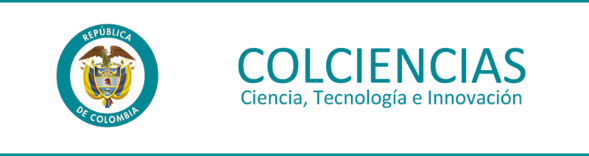 REPÚBLICA
DE COLOMBIA
COLCIENCIAS
Ciencia, Tecnología e Innovación